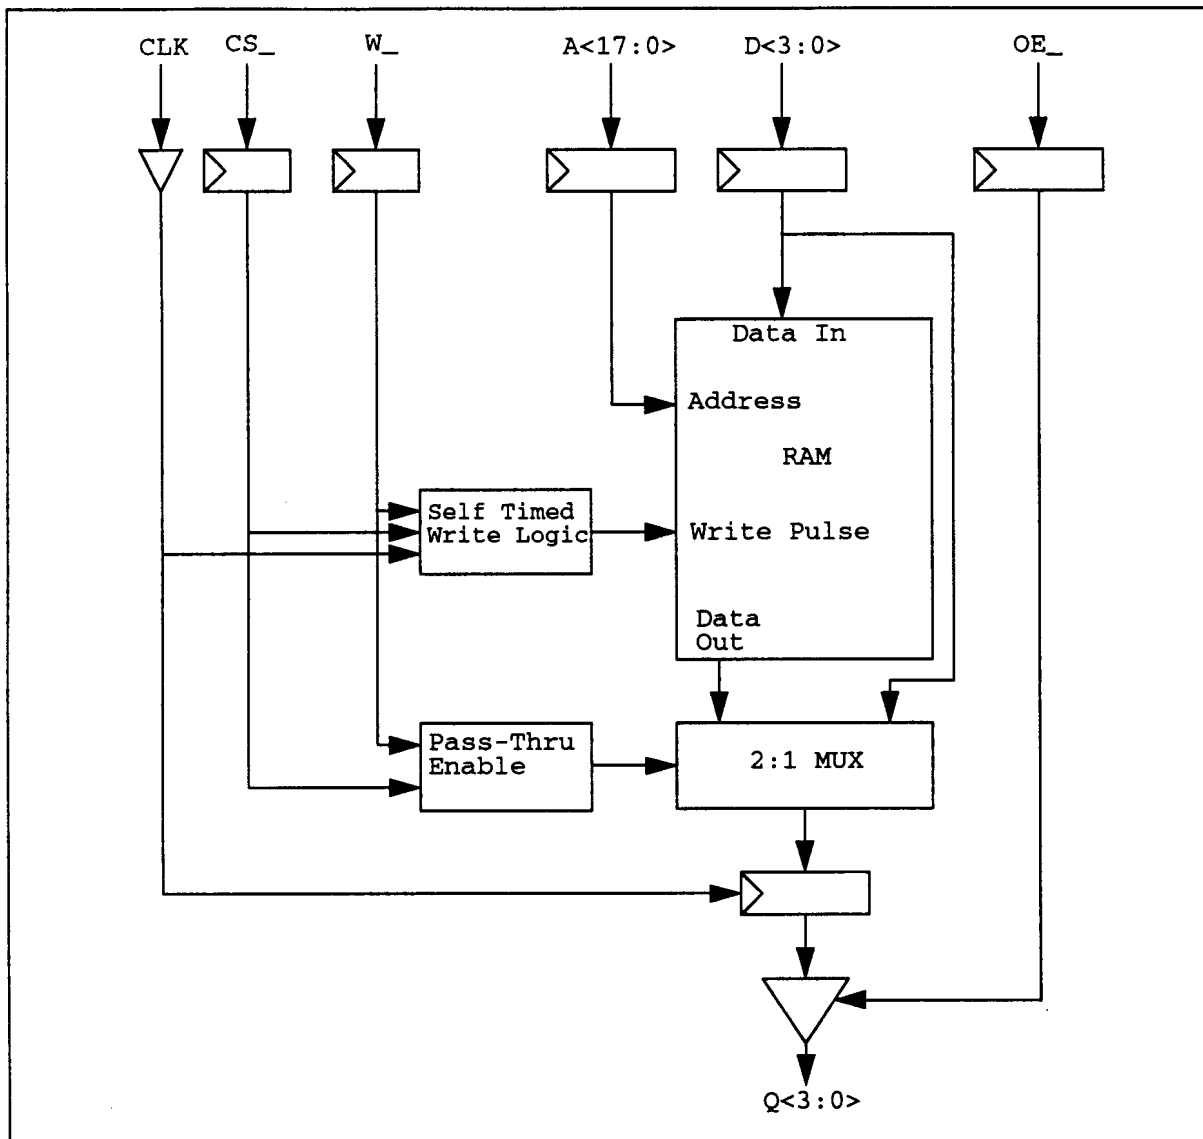 CLK CS_ W_ A<17:0> D<3:0> OE_
Data In
Address
RAM
Self Timed
Write Logic
Write Pulse
Data
Out
Pass-Thru
Enable
2:1 MUX
Q<3:0>